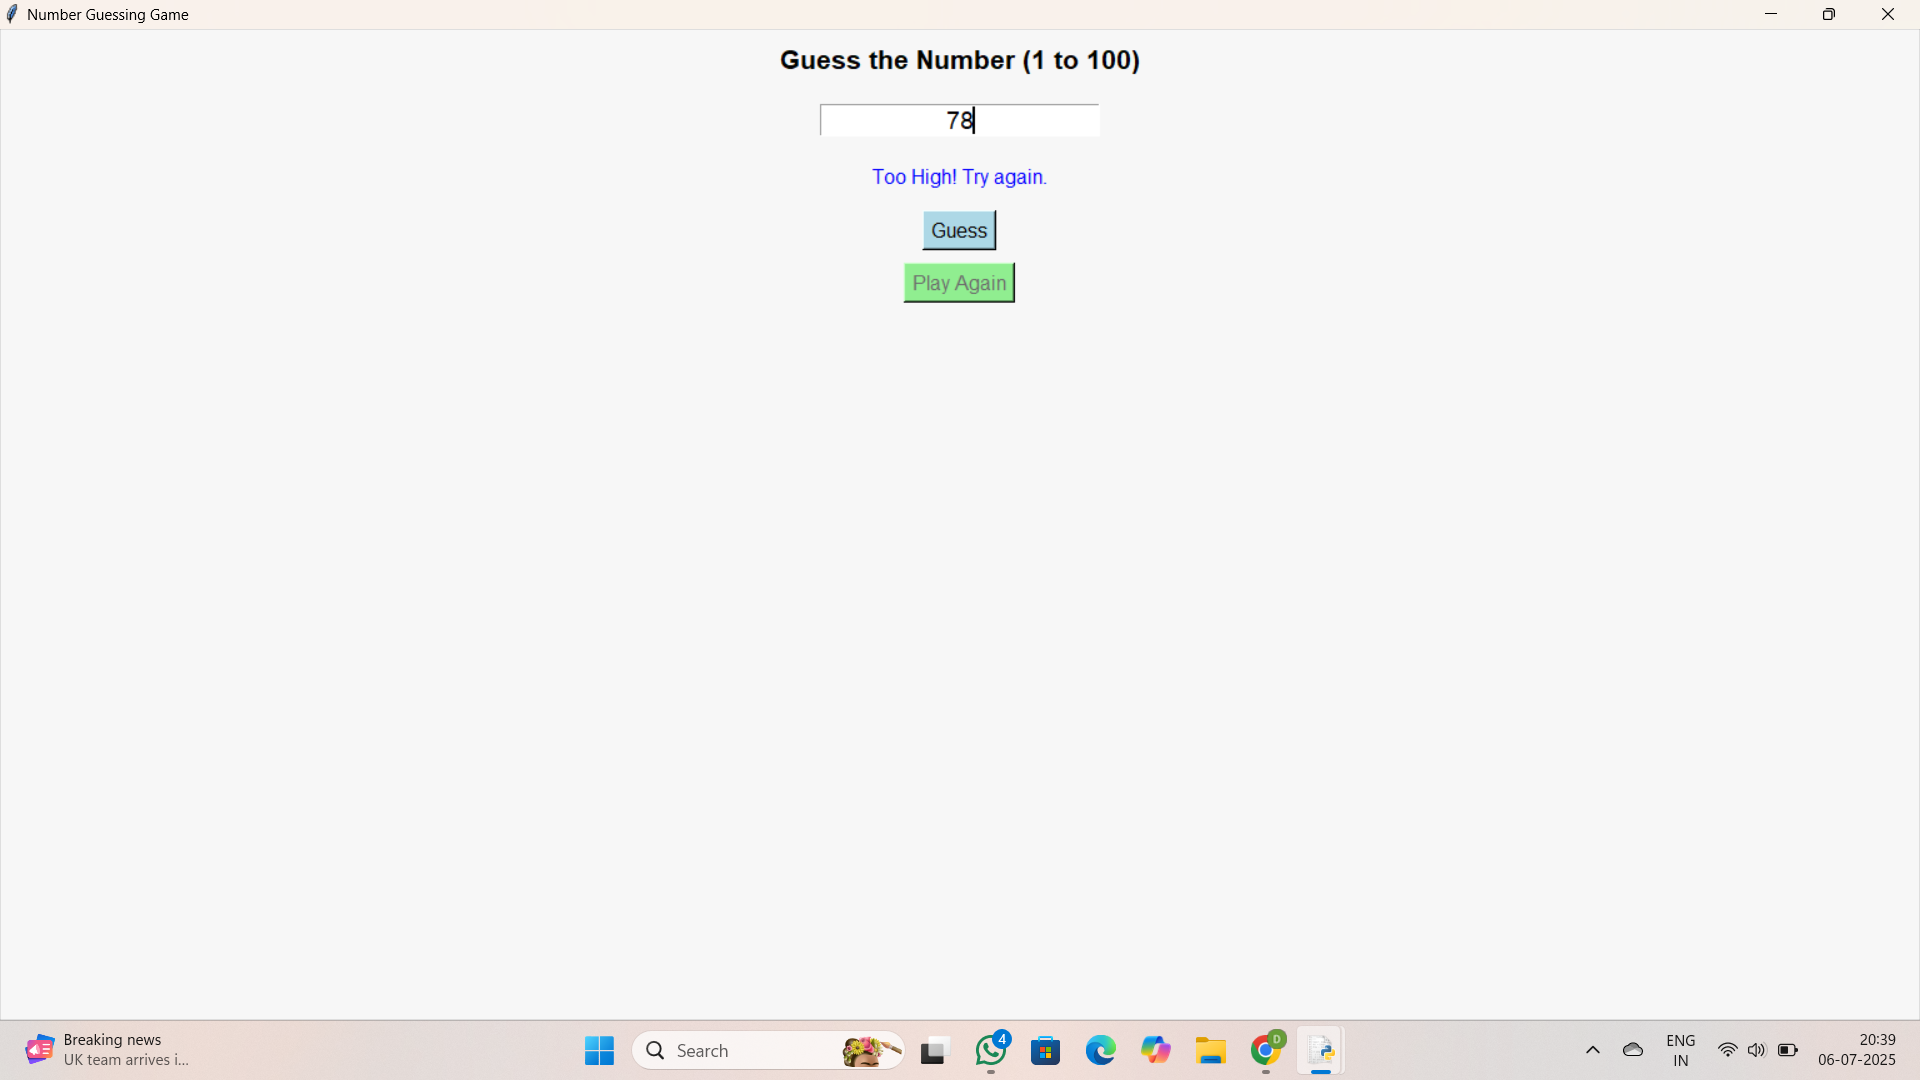 Number Guessing Game
Guess the Number (1 to 100)
78
Too High! Try again.
Guess
Play Again
Breaking news
UK team arrives i...
Search
4
D
ENG
IN
20:39
06-07-2025